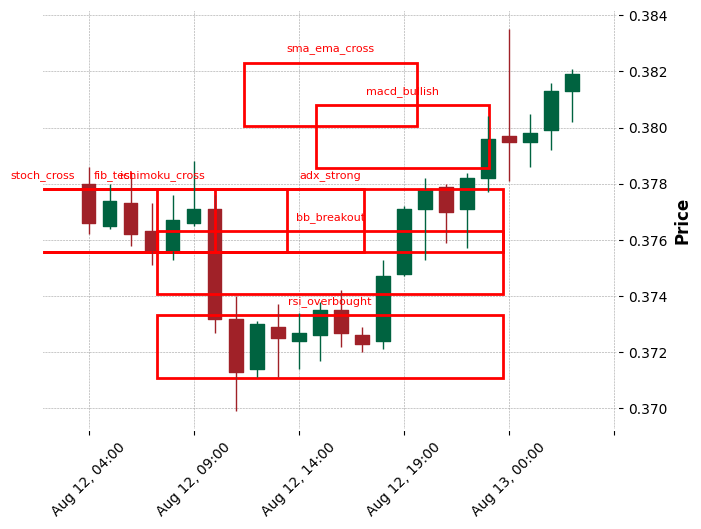 0.384
sma_ema_cross
0.382
macd_bullish
0.380
stoch_cross
ichimoku_cross
adx_strong
0.378
bb_breakout
Price
0.376
0.374
rsi_overbought
0.372
0.370
Aug 12, 04:00
Aug 12, 09:00
Aug 12, 14:00
Aug 12, 19:00
Aug 13, 00:00